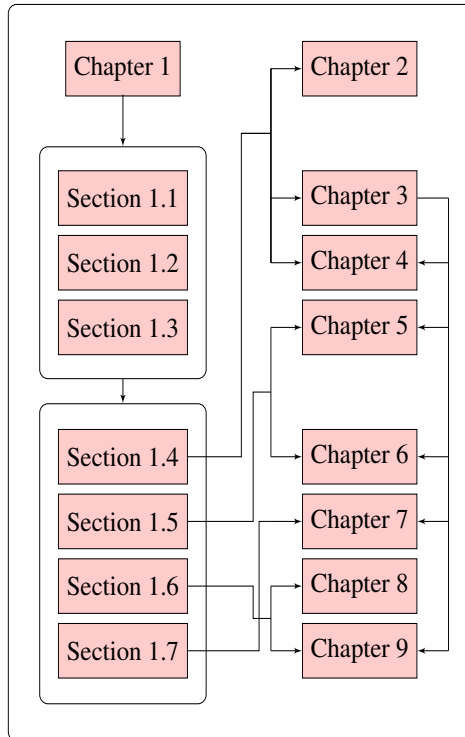 Chapter 1
Section 1.1
Section 1.2
Section 1.3
Section 1.4
Section 1.5
Section 1.6
Section 1.7
Chapter 2
Chapter 3
Chapter 4
Chapter 5
Chapter 6
Chapter 7
Chapter 8
Chapter 9